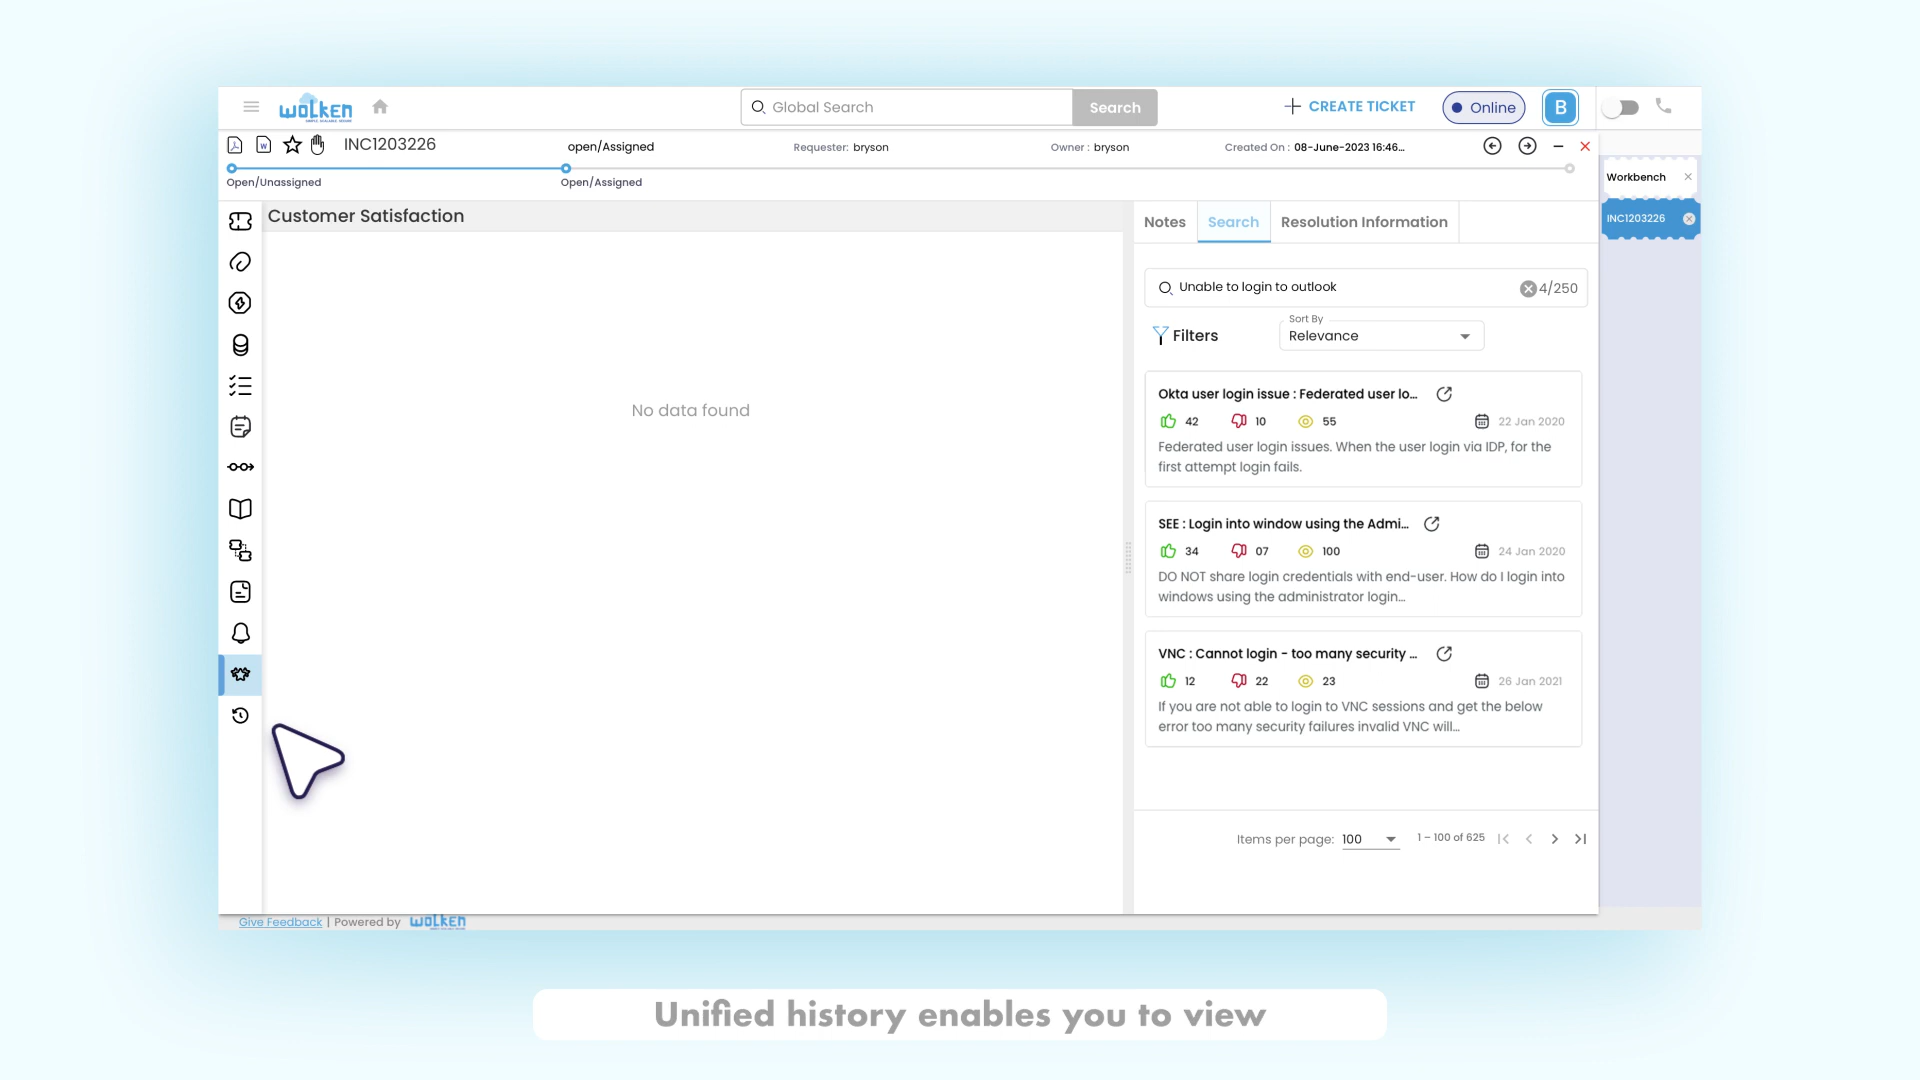 wolken
Global Search
Search
CREATE TICKET
Online
B
INC1203226
open/Assigned
Requester: bryson
Owner : bryson
Created On : 08-June-2023 16:46...
Open/Unassigned
Open/Assigned
Workbench
INC1203226
Customer Satisfaction
No data found
Notes
Search
Resolution Information
Unable to login to outlook
4/250
Filters
Sort By
Relevance
Okta user login issue : Federated user lo...
42
10
55
22 Jan 2020
Federated user login issues. When the user login via IDP, for the
first attempt login fails.
SEE : Login into window using the Admi...
34
07
100
24 Jan 2020
DO NOT share login credentials with end-user. How do I login into
windows using the administrator login...
VNC : Cannot login - too many security ...
12
22
23
26 Jan 2021
If you are not able to login to VNC sessions and get the below
error too many security failures invalid VNC will...
Items per page: 100
1 – 100 of 625
Give Feedback | Powered by wolken
Unified history enables you to view